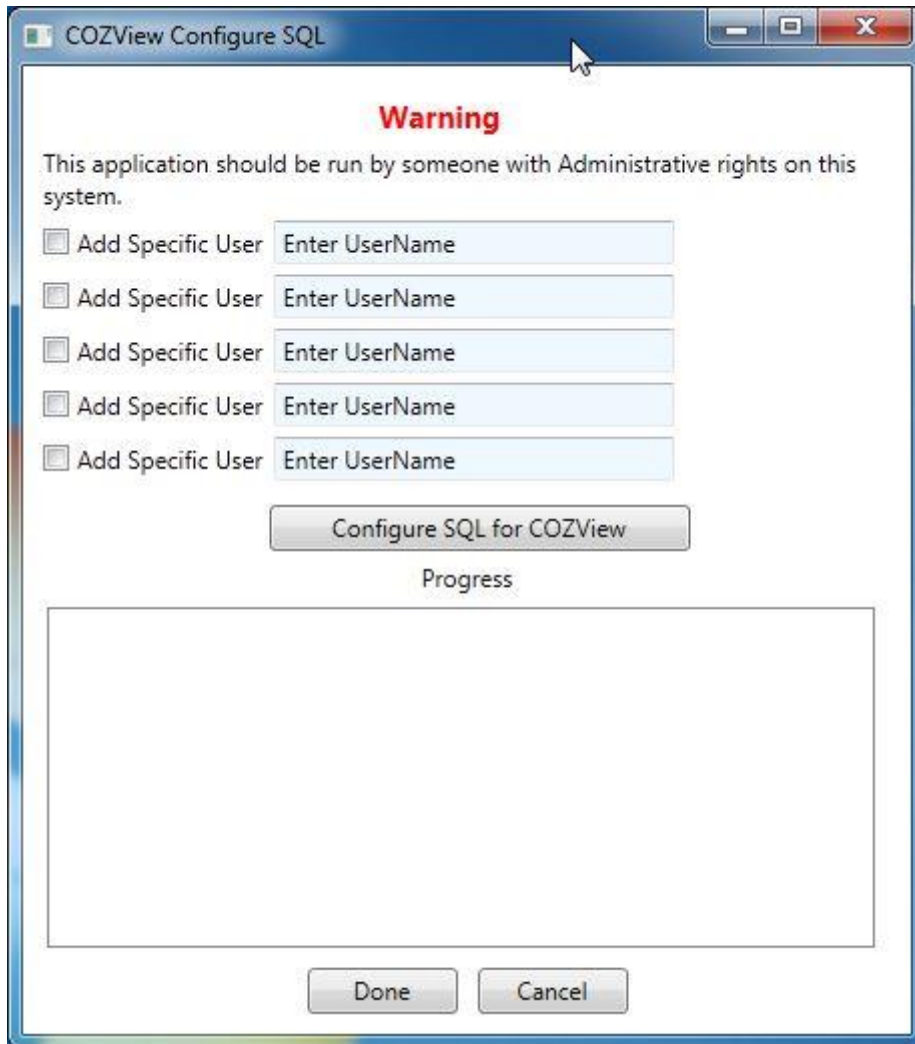 COZView Configure SQL
Warning
This application should be run by someone with Administrative rights on this
system.
Add Specific User Enter UserName
Add Specific User Enter UserName
Add Specific User Enter UserName
Add Specific User Enter UserName
Add Specific User Enter UserName
Configure SQL for COZView
Progress
Done Cancel